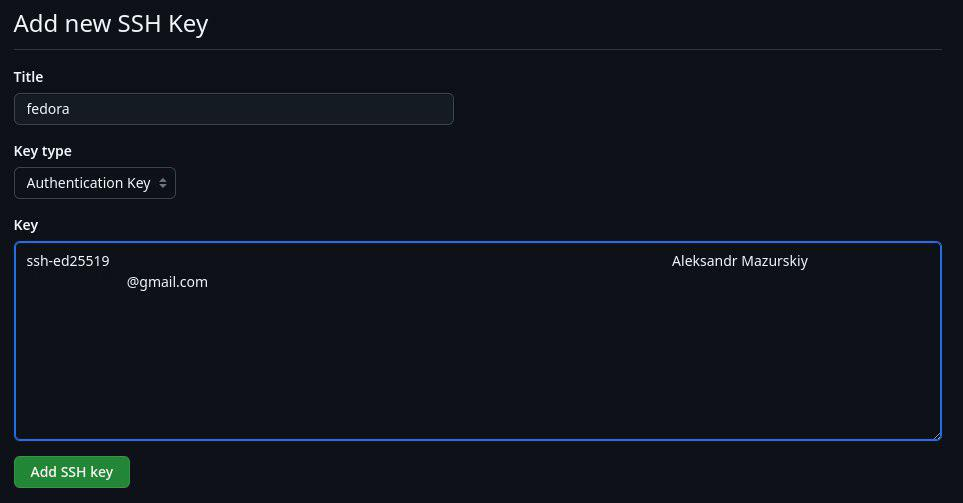 Add new SSH Key
Title
fedora
Key type
Authentication Key
Key
ssh-ed25519 Aleksandr Mazurskiy
@gmail.com
Add SSH key